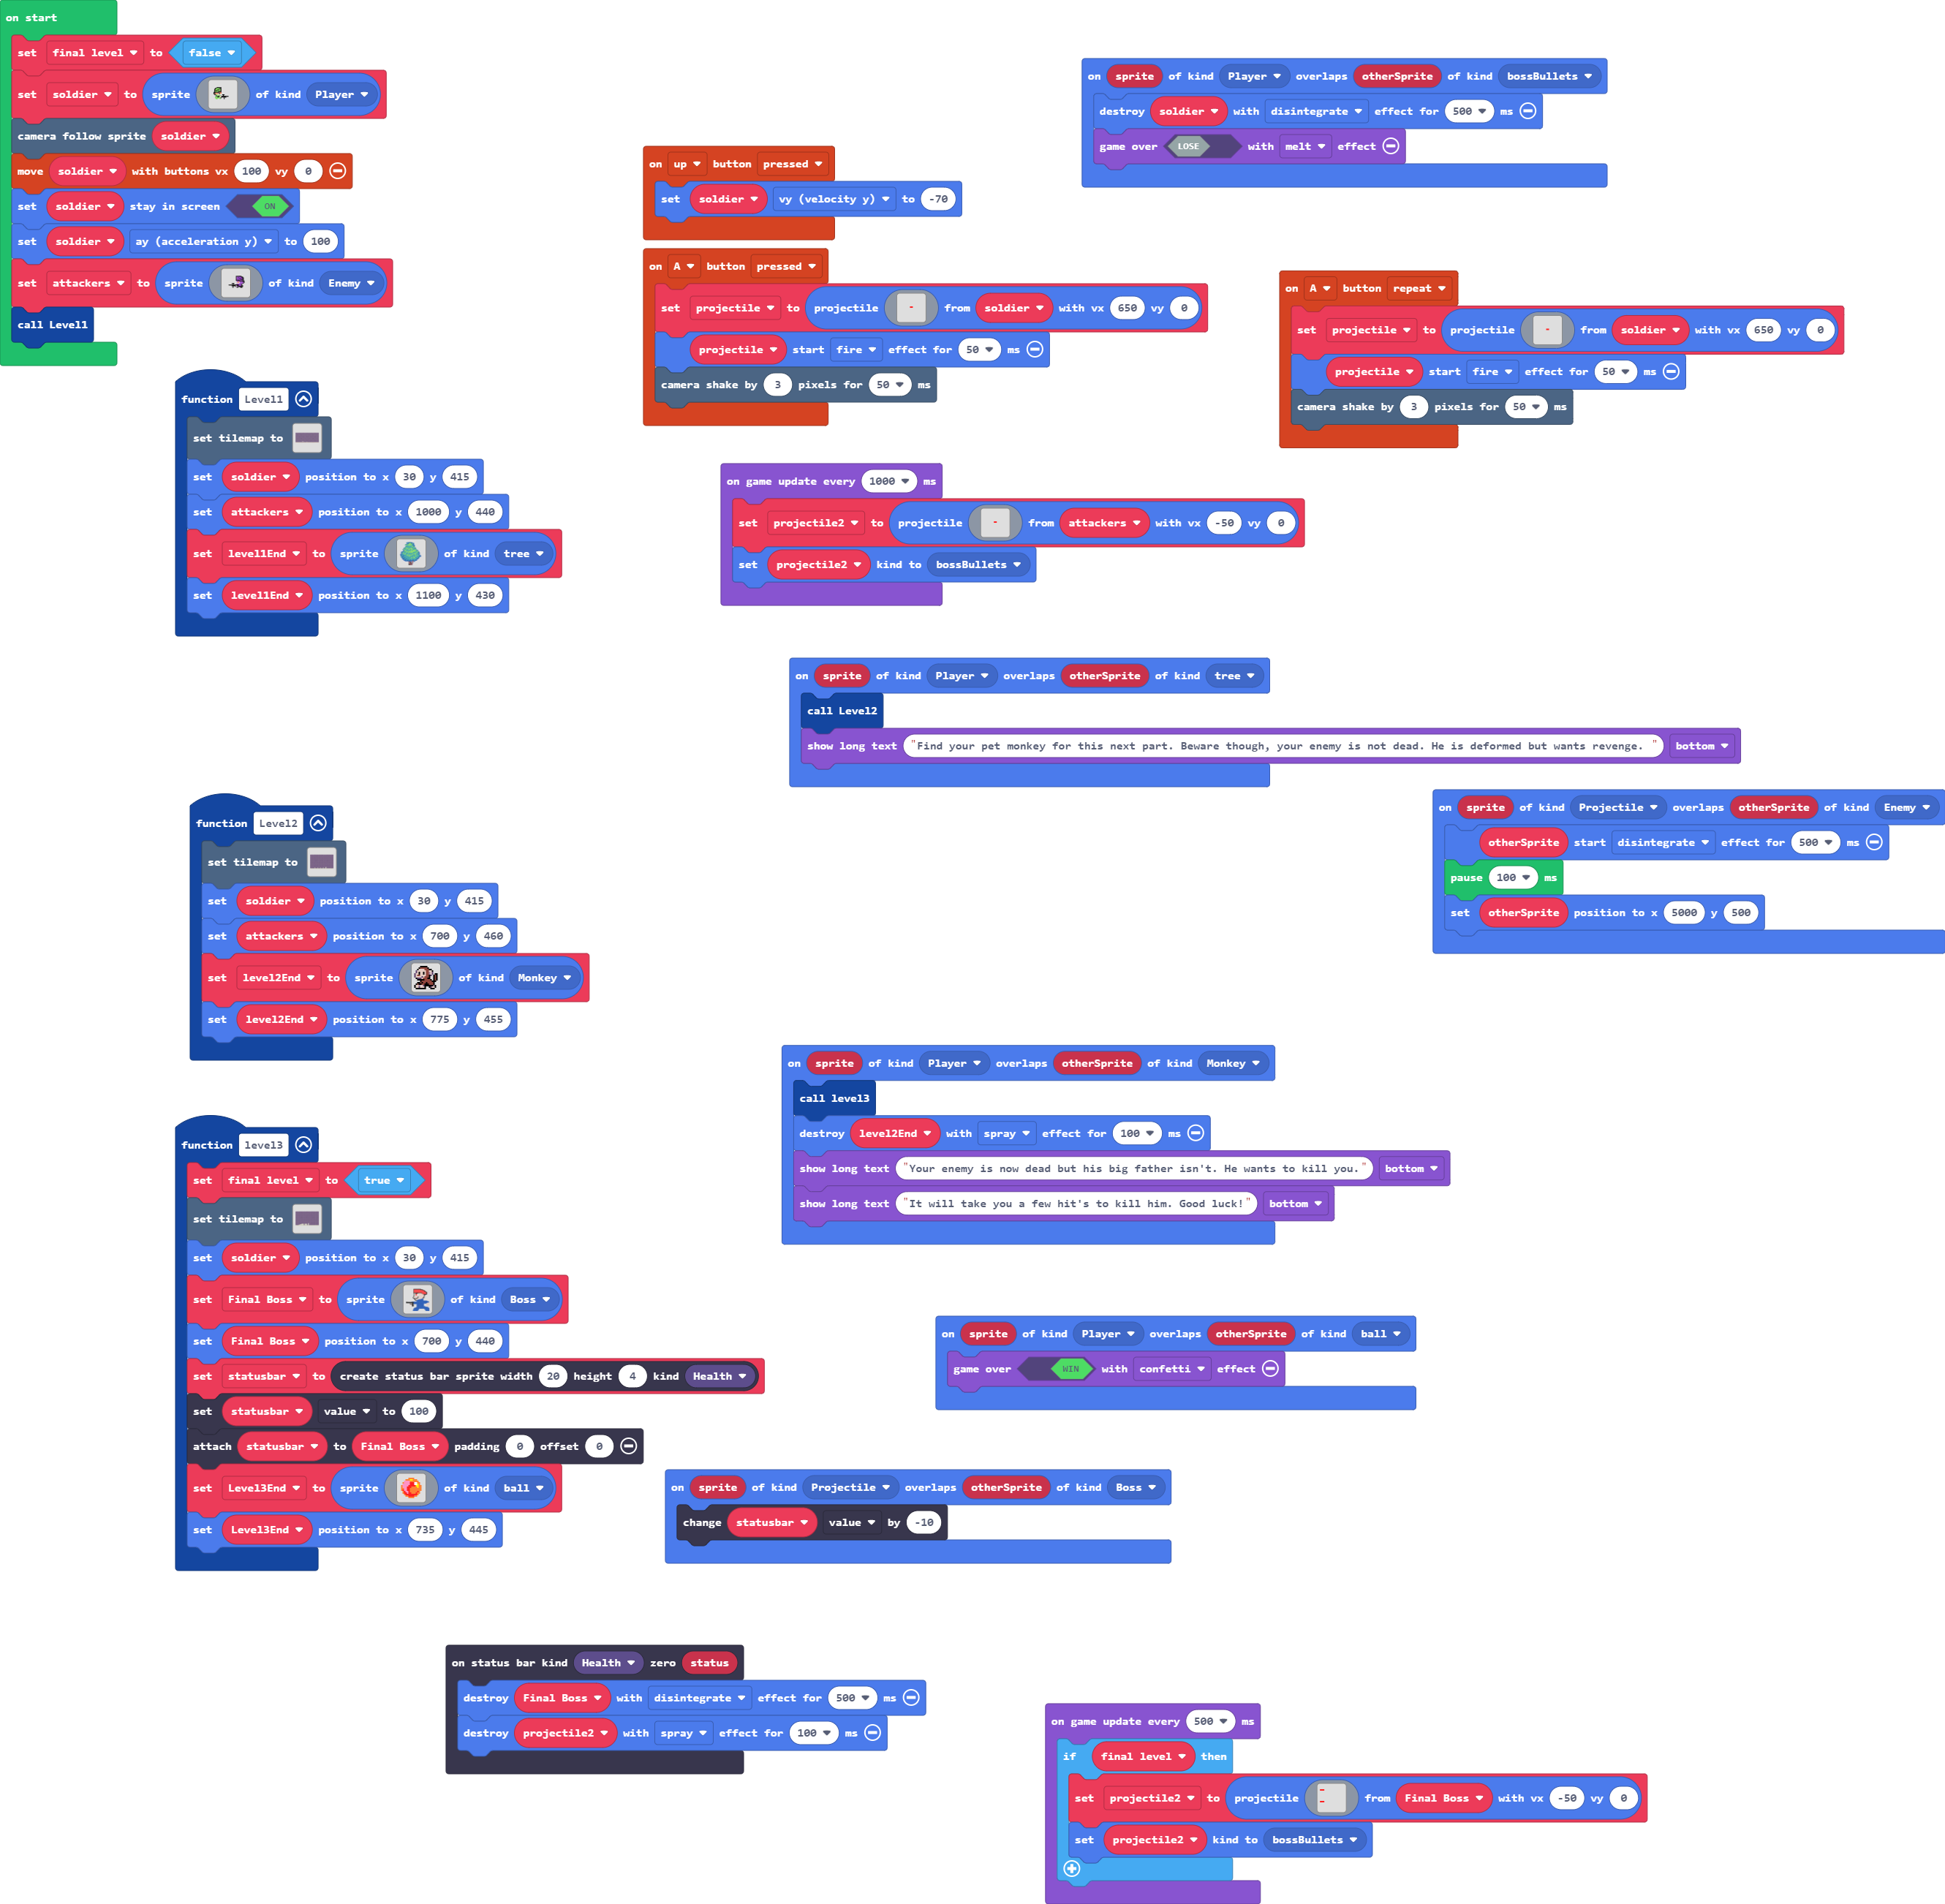 on start
set final level to false
set soldier to sprite of kind Player
camera follow sprite soldier
move soldier with buttons vx 100 vy 0
set soldier stay in screen ON
set soldier ay (acceleration y) to 100
set attackers to sprite of kind Enemy
call Level1
function Level1
set tilemap to
set soldier position to x 30 y 415
set attackers position to x 1000 y 440
set level1End to sprite of kind tree
set level1End position to x 1100 y 430
function Level2
set tilemap to
set soldier position to x 30 y 415
set attackers position to x 700 y 460
set level2End to sprite of kind Monkey
set level2End position to x 775 y 455
function level3
set final level to true
set tilemap to
set soldier position to x 30 y 415
set Final Boss to sprite of kind Boss
set Final Boss position to x 700 y 440
set statusbar to create status bar sprite width 20 height 4 kind Health
set statusbar value to 100
attach statusbar to Final Boss padding 0 offset 0
set Level3End to sprite of kind ball
set Level3End position to x 735 y 445
on up button pressed
set soldier vy (velocity y) to -70
on A button pressed
set projectile to projectile from soldier with vx 650 vy 0
projectile start fire effect for 50 ms
camera shake by 3 pixels for 50 ms
on sprite of kind Player overlaps otherSprite of kind bossBullets
destroy soldier with disintegrate effect for 500 ms
game over LOSE with melt effect
on A button repeat
set projectile to projectile from soldier with vx 650 vy 0
projectile start fire effect for 50 ms
camera shake by 3 pixels for 50 ms
on game update every 1000 ms
set projectile2 to projectile from attackers with vx -50 vy 0
set projectile2 kind to bossBullets
on sprite of kind Player overlaps otherSprite of kind tree
call Level2
show long text "Find your pet monkey for this next part. Beware though, your enemy is not dead. He is deformed but wants revenge. " bottom
on sprite of kind Projectile overlaps otherSprite of kind Enemy
otherSprite start disintegrate effect for 500 ms
pause 100 ms
set otherSprite position to x 5000 y 500
on sprite of kind Player overlaps otherSprite of kind Monkey
call level3
destroy level2End with spray effect for 100 ms
show long text "Your enemy is now dead but his big father isn't. He wants to kill you." bottom
show long text "It will take you a few hit's to kill him. Good luck!" bottom
on sprite of kind Player overlaps otherSprite of kind ball
game over WIN with confetti effect
on sprite of kind Projectile overlaps otherSprite of kind Boss
change statusbar value by -10
on status bar kind Health zero status
destroy Final Boss with disintegrate effect for 500 ms
destroy projectile2 with spray effect for 100 ms
on game update every 500 ms
if final level then
set projectile2 to projectile from Final Boss with vx -50 vy 0
set projectile2 kind to bossBullets